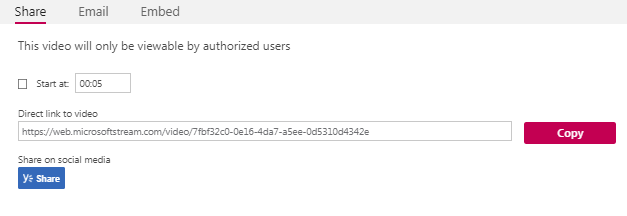 Share Email Embed
This video will only be viewable by authorized users
Start at: 00:05
Direct link to video
https://web.microsoftstream.com/video/7fbf32c0-0e16-4da7-a5ee-0d5310d4342e Copy
Share on social media
Share